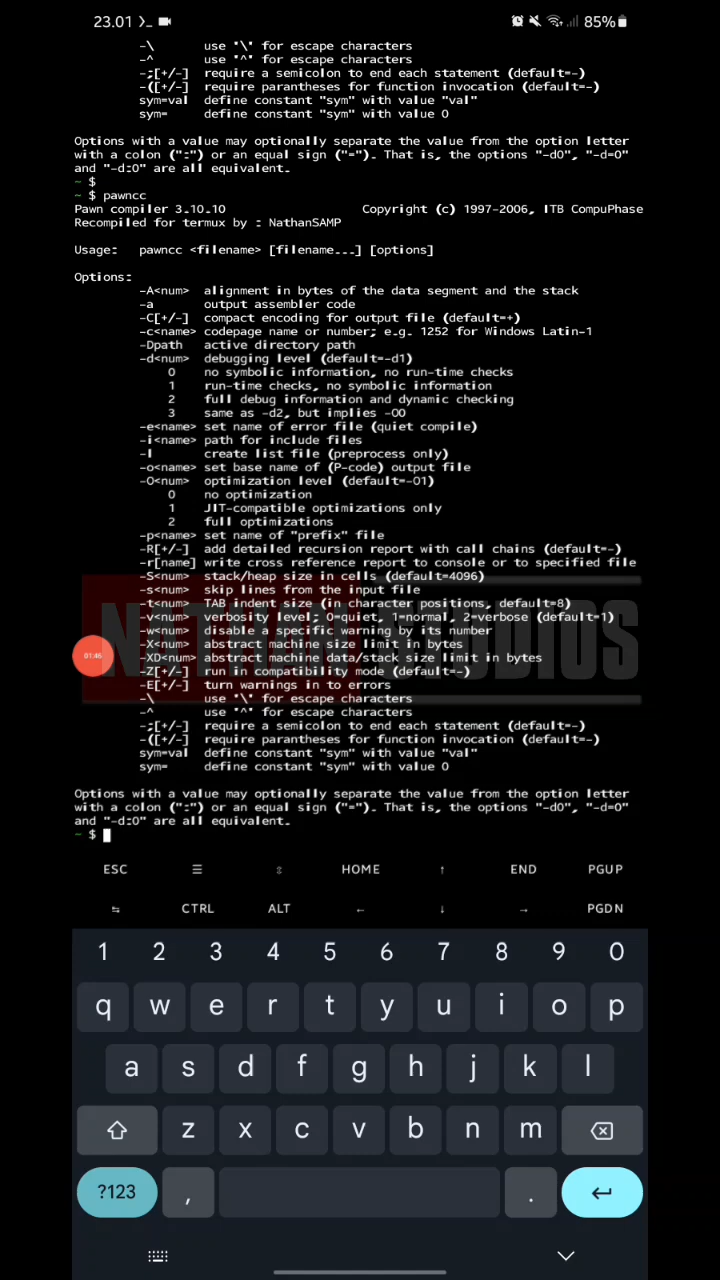 23.01 >_
85%
-\ use '\' for escape characters
-^ use '^' for escape characters
-;[+/-] require a semicolon to end each statement (default=-)
-([+/-] require parantheses for function invocation (default=-)
sym=val define constant "sym" with value "val"
sym= define constant "sym" with value 0
Options with a value may optionally separate the value from the option letter
with a colon (":") or an equal sign ("="). That is, the options "-d0", "-d=0"
and "-d:0" are all equivalent.
~ $
~ $ pawncc
Pawn compiler 3.10.10 Copyright (c) 1997-2006, ITB CompuPhase
Recompiled for termux by : NathanSAMP
Usage: pawncc <filename> [filename...] [options]
Options:
-A<num> alignment in bytes of the data segment and the stack
-a output assembler code
-C[+/-] compact encoding for output file (default=+)
-c<name> codepage name or number; e.g. 1252 for Windows Latin-1
-Dpath active directory path
-d<num> debugging level (default=-d1)
0 no symbolic information, no run-time checks
1 run-time checks, no symbolic information
2 full debug information and dynamic checking
3 same as -d2, but implies -O0
-e<name> set name of error file (quiet compile)
-i<name> path for include files
-l create list file (preprocess only)
-o<name> set base name of (P-code) output file
-O<num> optimization level (default=-O1)
0 no optimization
1 JIT-compatible optimizations only
2 full optimizations
-p<name> set name of "prefix" file
-R[+/-] add detailed recursion report with call chains (default=-)
-r[name] write cross reference report to console or to specified file
-S<num> stack/heap size in cells (default=4096)
-s<num> skip lines from the input file
-t<num> TAB indent size (in character positions, default=8)
-v<num> verbosity level; 0=quiet, 1=normal, 2=verbose (default=1)
-w<num> disable a specific warning by its number
-X<num> abstract machine size limit in bytes
-XD<num> abstract machine data/stack size limit in bytes
-Z[+/-] run in compatibility mode (default=-)
-E[+/-] turn warnings in to errors
-\ use '\' for escape characters
-^ use '^' for escape characters
-;[+/-] require a semicolon to end each statement (default=-)
-([+/-] require parantheses for function invocation (default=-)
sym=val define constant "sym" with value "val"
sym= define constant "sym" with value 0
NATHAN STUDIOS
01:46
Options with a value may optionally separate the value from the option letter
with a colon (":") or an equal sign ("="). That is, the options "-d0", "-d=0"
and "-d:0" are all equivalent.
~ $
ESC ☰ ⇳ HOME ↑ END PGUP
⇆ CTRL ALT ← ↓ → PGDN
1 2 3 4 5 6 7 8 9 0
q w e r t y u i o p
a s d f g h j k l
z x c v b n m
?123 , .